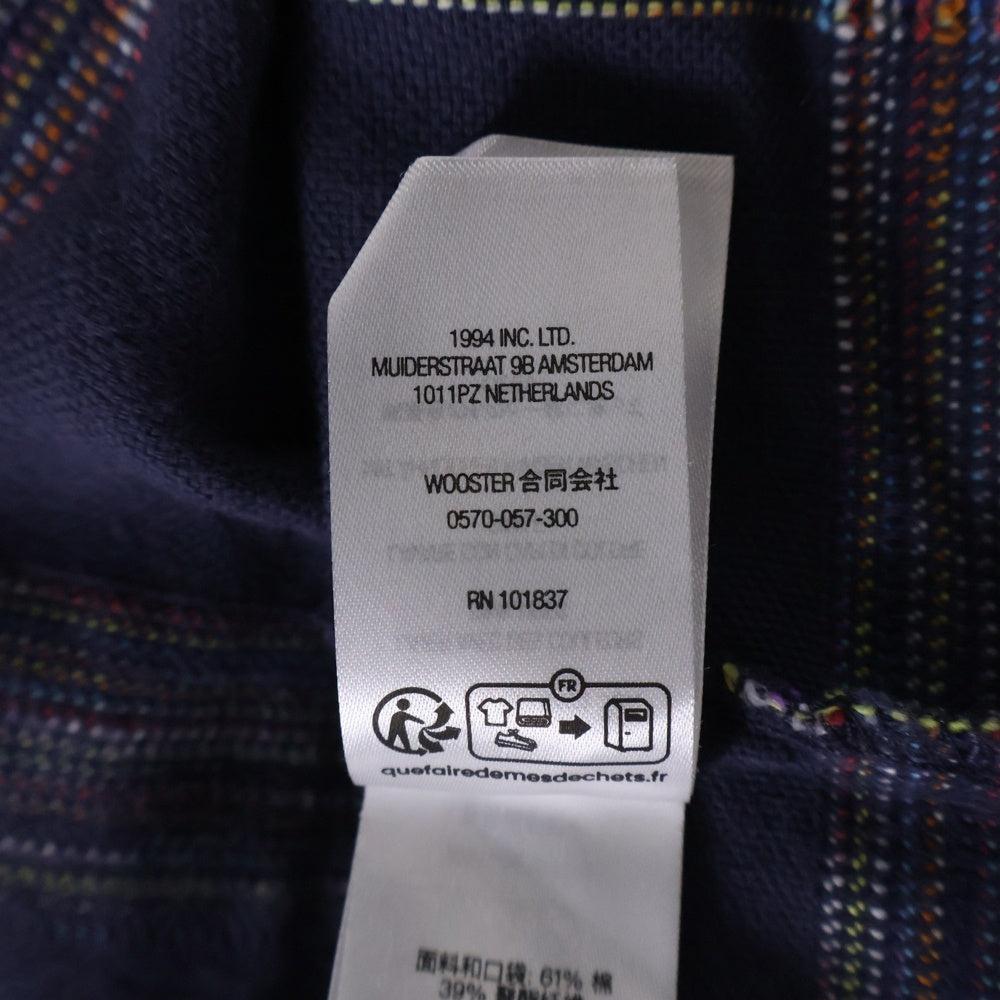 1994 INC. LTD.
MUIDERSTRAAT 9B AMSTERDAM
1011PZ NETHERLANDS
WOOSTER 合同会社
0570-057-300
RN 101837
FR
quefairedemesdechets.fr
面料和口袋: 61% 棉
39%